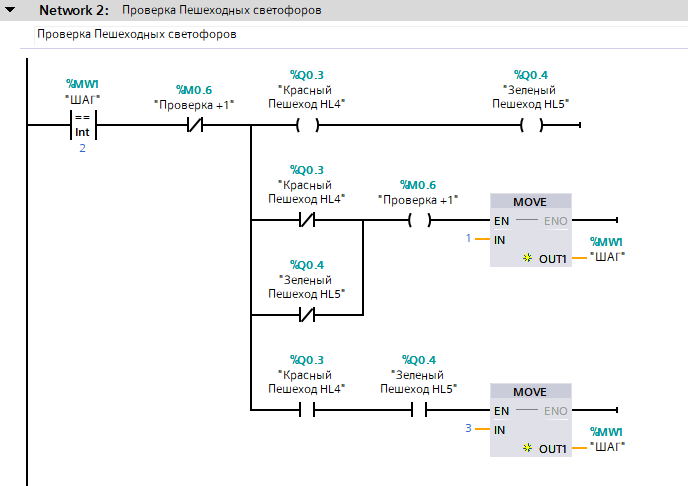 Network 2: Проверка Пешеходных светофоров
Проверка Пешеходных светофоров
%MW1
"ШАГ"
==
Int
2
%M0.6
"Проверка +1"
%Q0.3
"Красный
Пешеход HL4"
%Q0.4
"Зеленый
Пешеход HL5"
%Q0.3
"Красный
Пешеход HL4"
%M0.6
"Проверка +1"
MOVE
EN ENO
1 IN
OUT1
%MW1
"ШАГ"
%Q0.4
"Зеленый
Пешеход HL5"
%Q0.3
"Красный
Пешеход HL4"
%Q0.4
"Зеленый
Пешеход HL5"
MOVE
EN ENO
3 IN
OUT1
%MW1
"ШАГ"